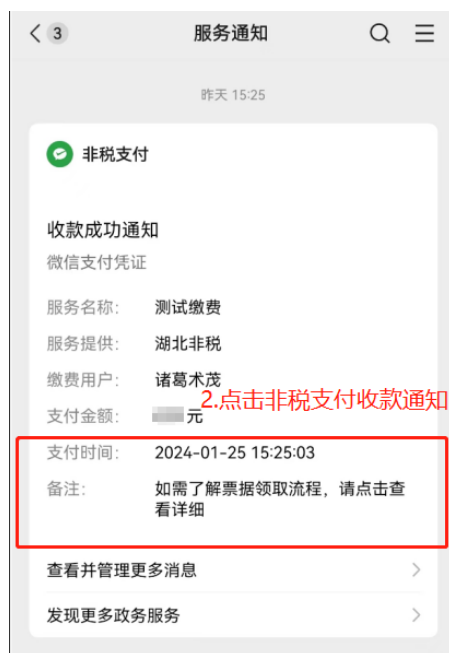 3
服务通知
昨天 15:25
非税支付
收款成功通知
微信支付凭证
服务名称: 测试缴费
服务提供: 湖北非税
缴费用户: 诸葛术茂
2.点击非税支付收款通知
支付金额: 元
支付时间: 2024-01-25 15:25:03
备注: 如需了解票据领取流程，请点击查
看详细
查看并管理更多消息
发现更多政务服务